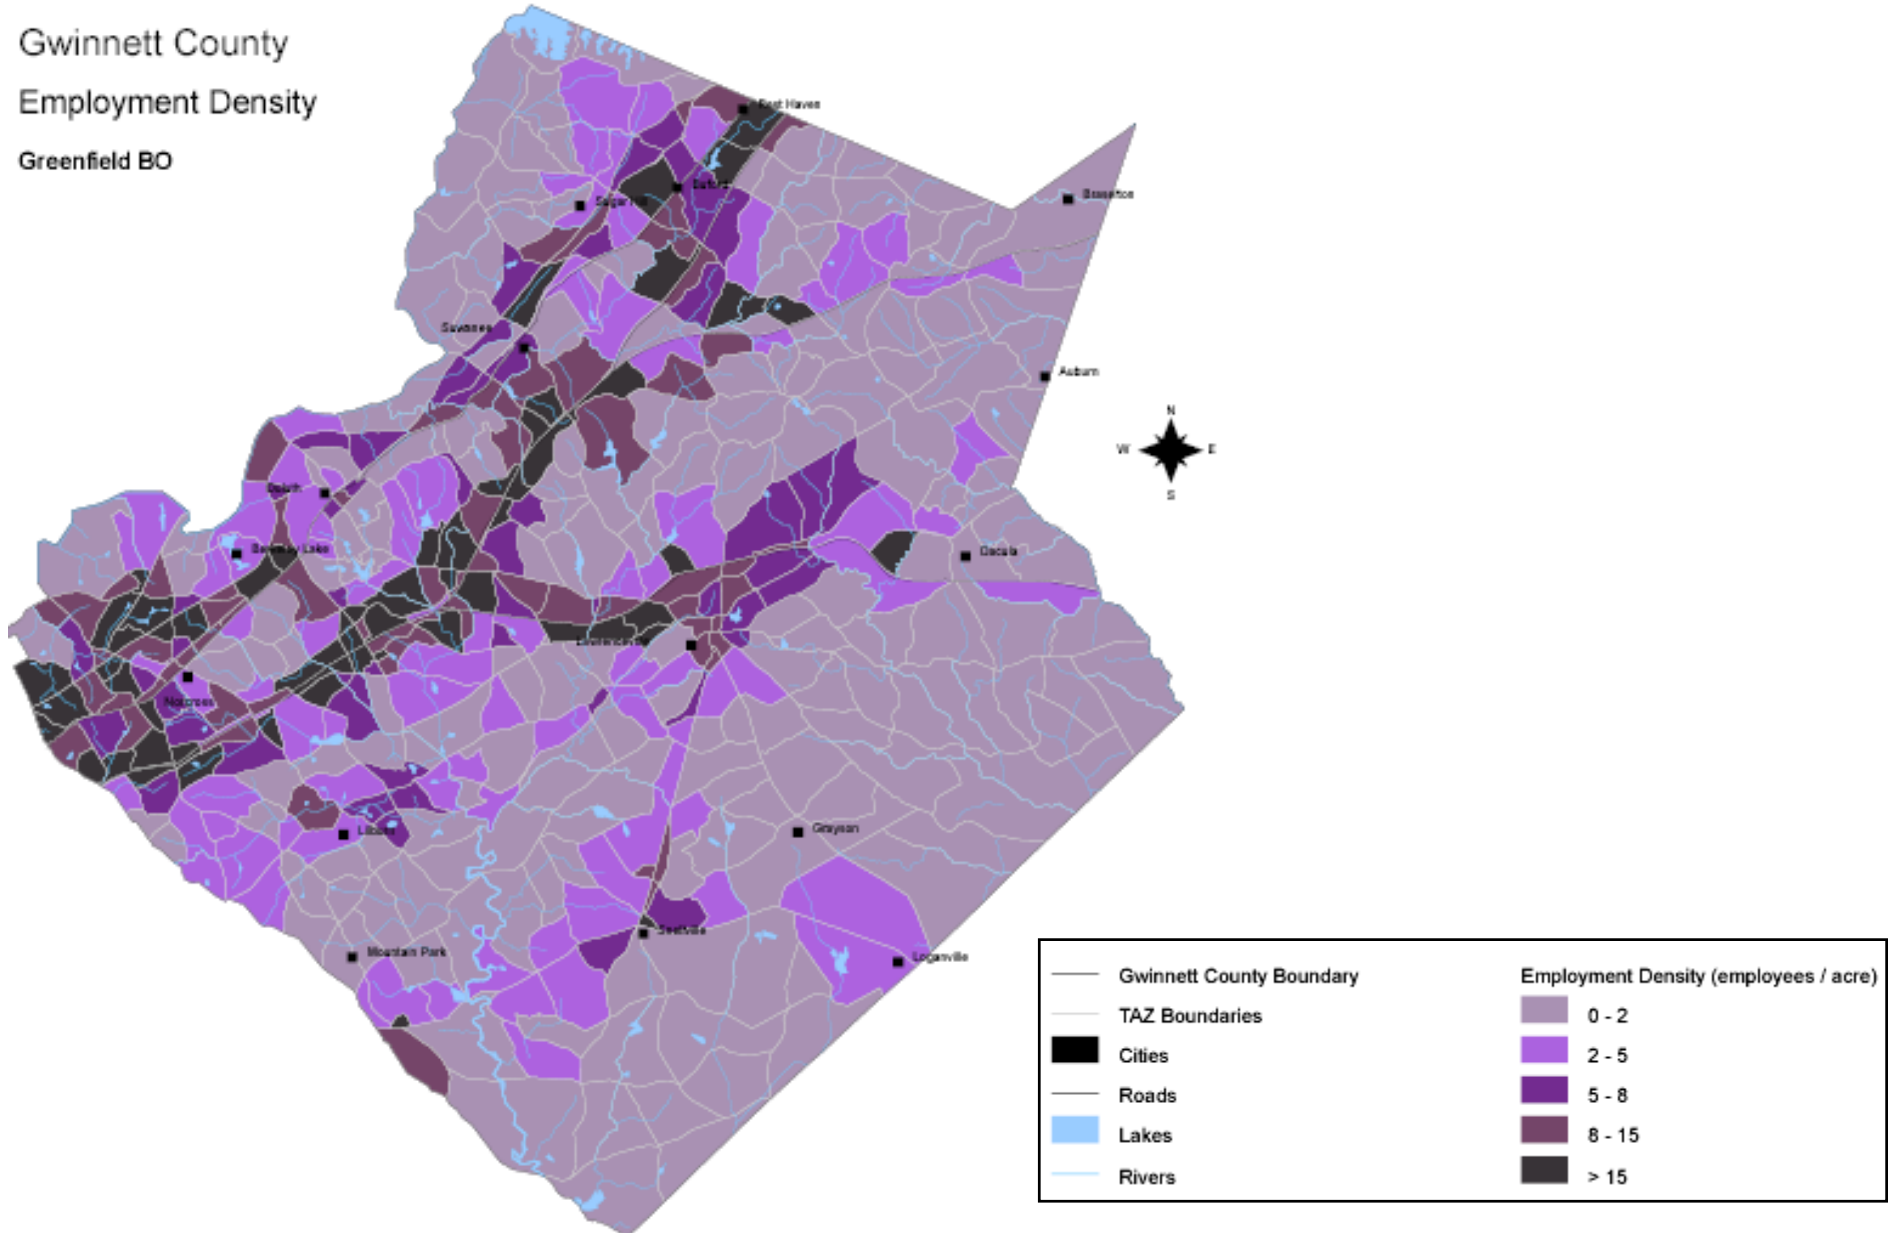 Gwinnett County
Employment Density
Greenfield BO
Rest Haven
Buford
Sugar Hill
Braselton
Suwanee
Auburn
N
W
E
S
Duluth
Berkeley Lake
Dacula
Lawrenceville
Norcross
Lilburn
Grayson
Snellville
Mountain Park
Loganville
Gwinnett County Boundary
TAZ Boundaries
Cities
Roads
Lakes
Rivers
Employment Density (employees / acre)
0 - 2
2 - 5
5 - 8
8 - 15
> 15